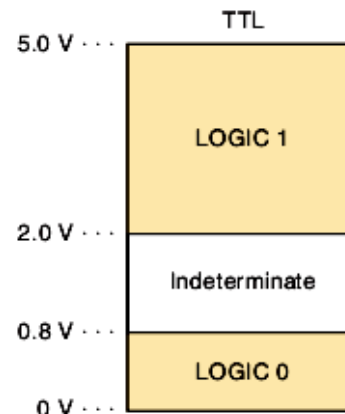 TTL
5.0 V · · ·
LOGIC 1
2.0 V · · ·
Indeterminate
0.8 V · · ·
LOGIC 0
0 V · · ·